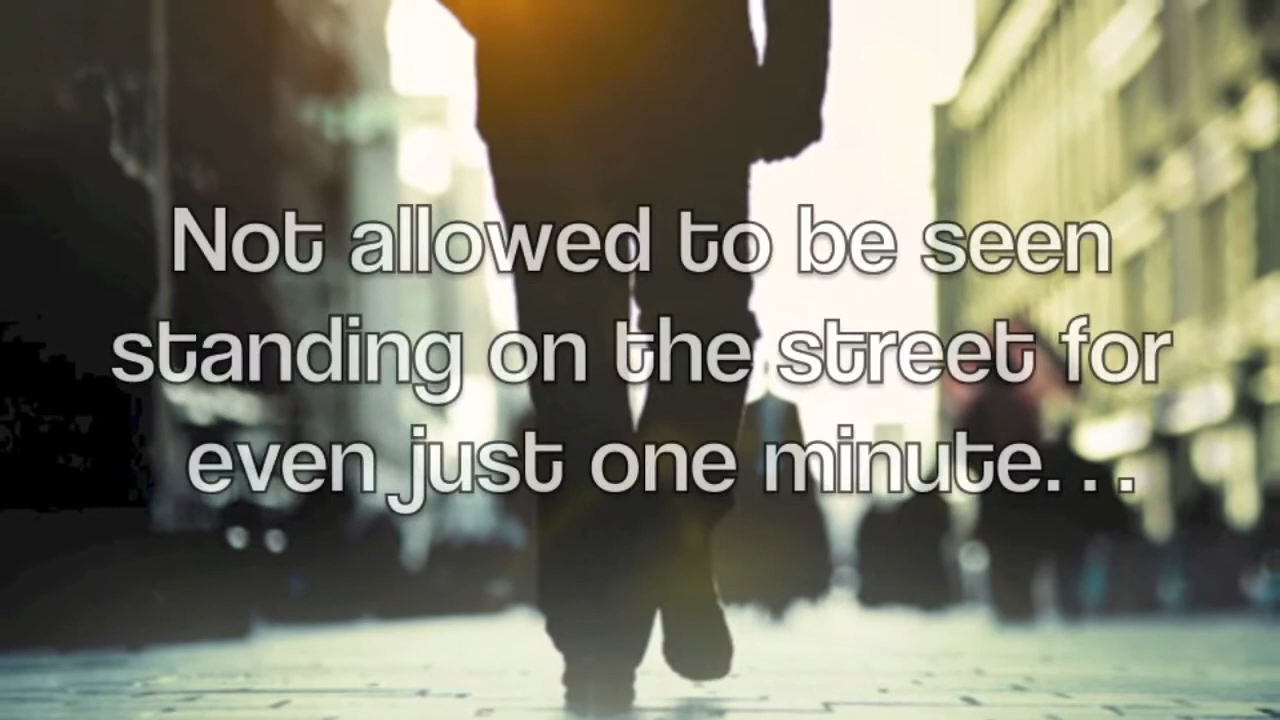 Not allowed to be seen
standing on the street for
even just one minute. . .